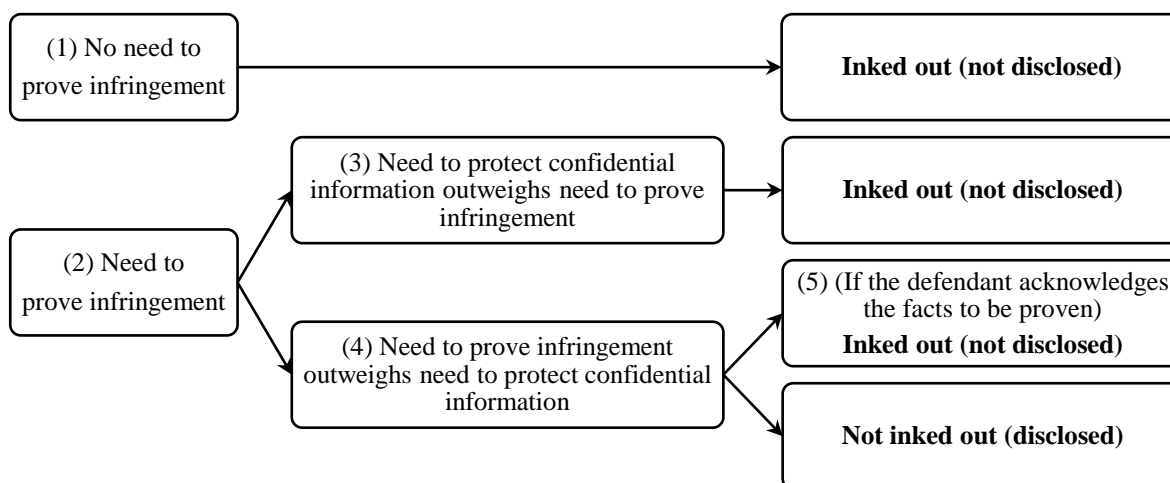 (1) No need to
prove infringement
Inked out (not disclosed)
(3) Need to protect confidential
information outweighs need to prove
infringement
Inked out (not disclosed)
(2) Need to
prove infringement
(5) (If the defendant acknowledges
the facts to be proven)
Inked out (not disclosed)
(4) Need to prove infringement
outweighs need to protect confidential
information
Not inked out (disclosed)